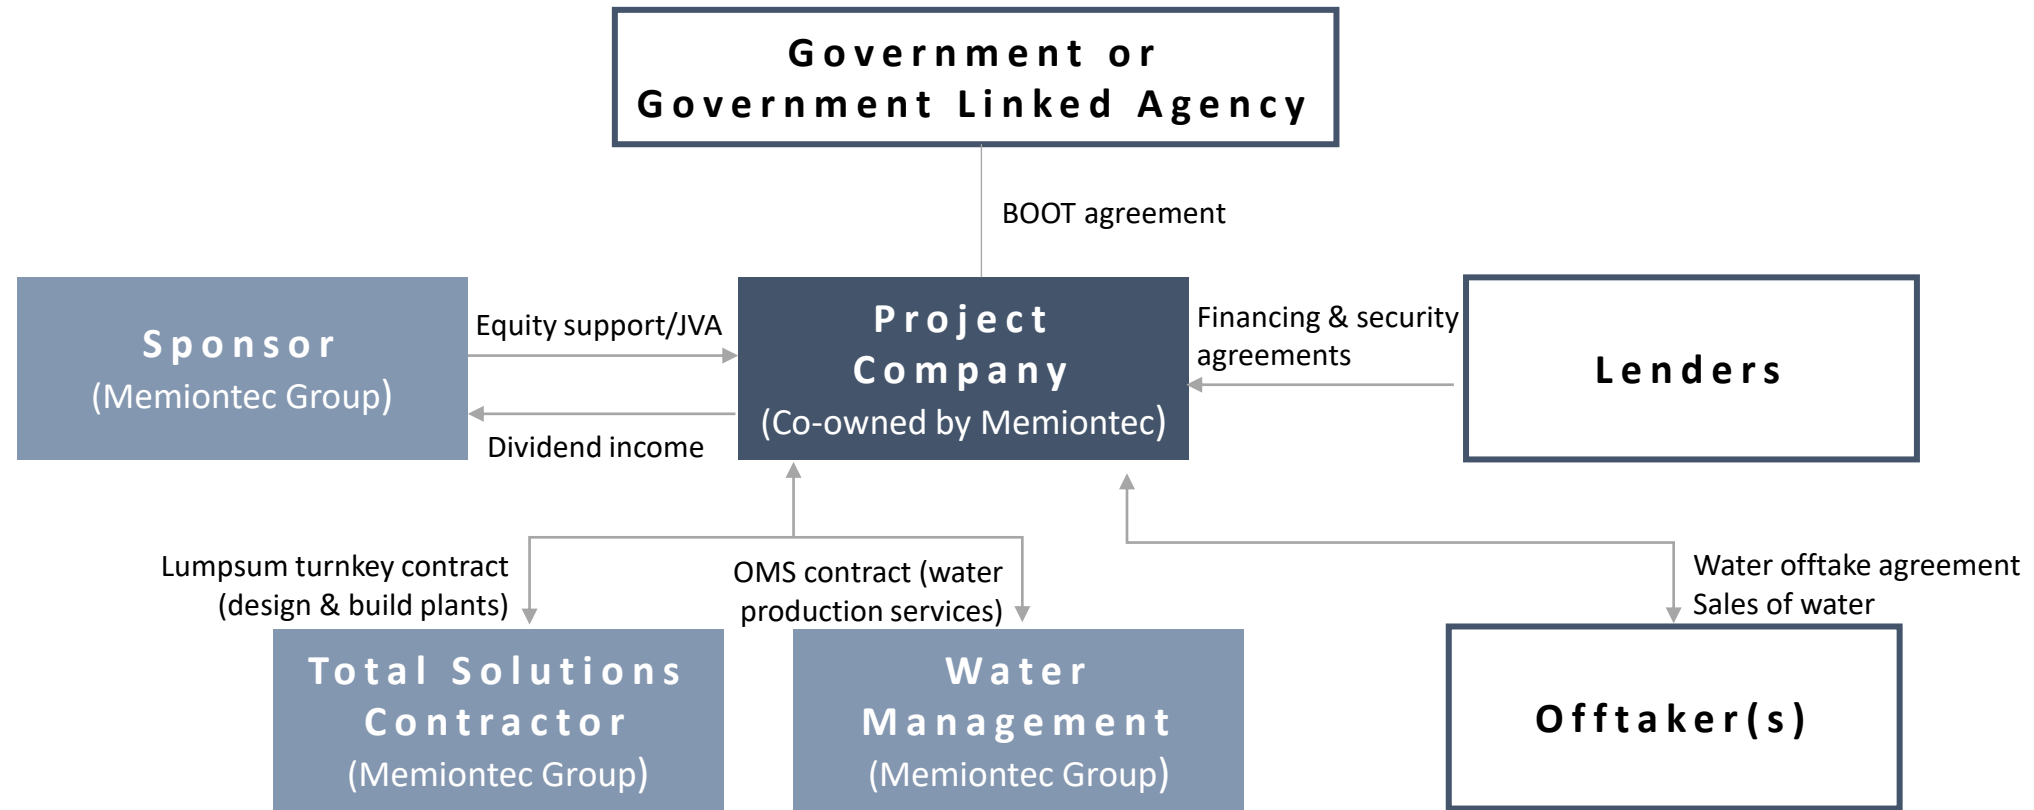 Government or
Government Linked Agency
BOOT agreement
Sponsor
(Memiontec Group)
Equity support/JVA
Dividend income
Project
Company
(Co-owned by Memiontec)
Financing & security
agreements
Lenders
Lumpsum turnkey contract
(design & build plants)
OMS contract (water
production services)
Water offtake agreement
Sales of water
Total Solutions
Contractor
(Memiontec Group)
Water
Management
(Memiontec Group)
Offtaker(s)